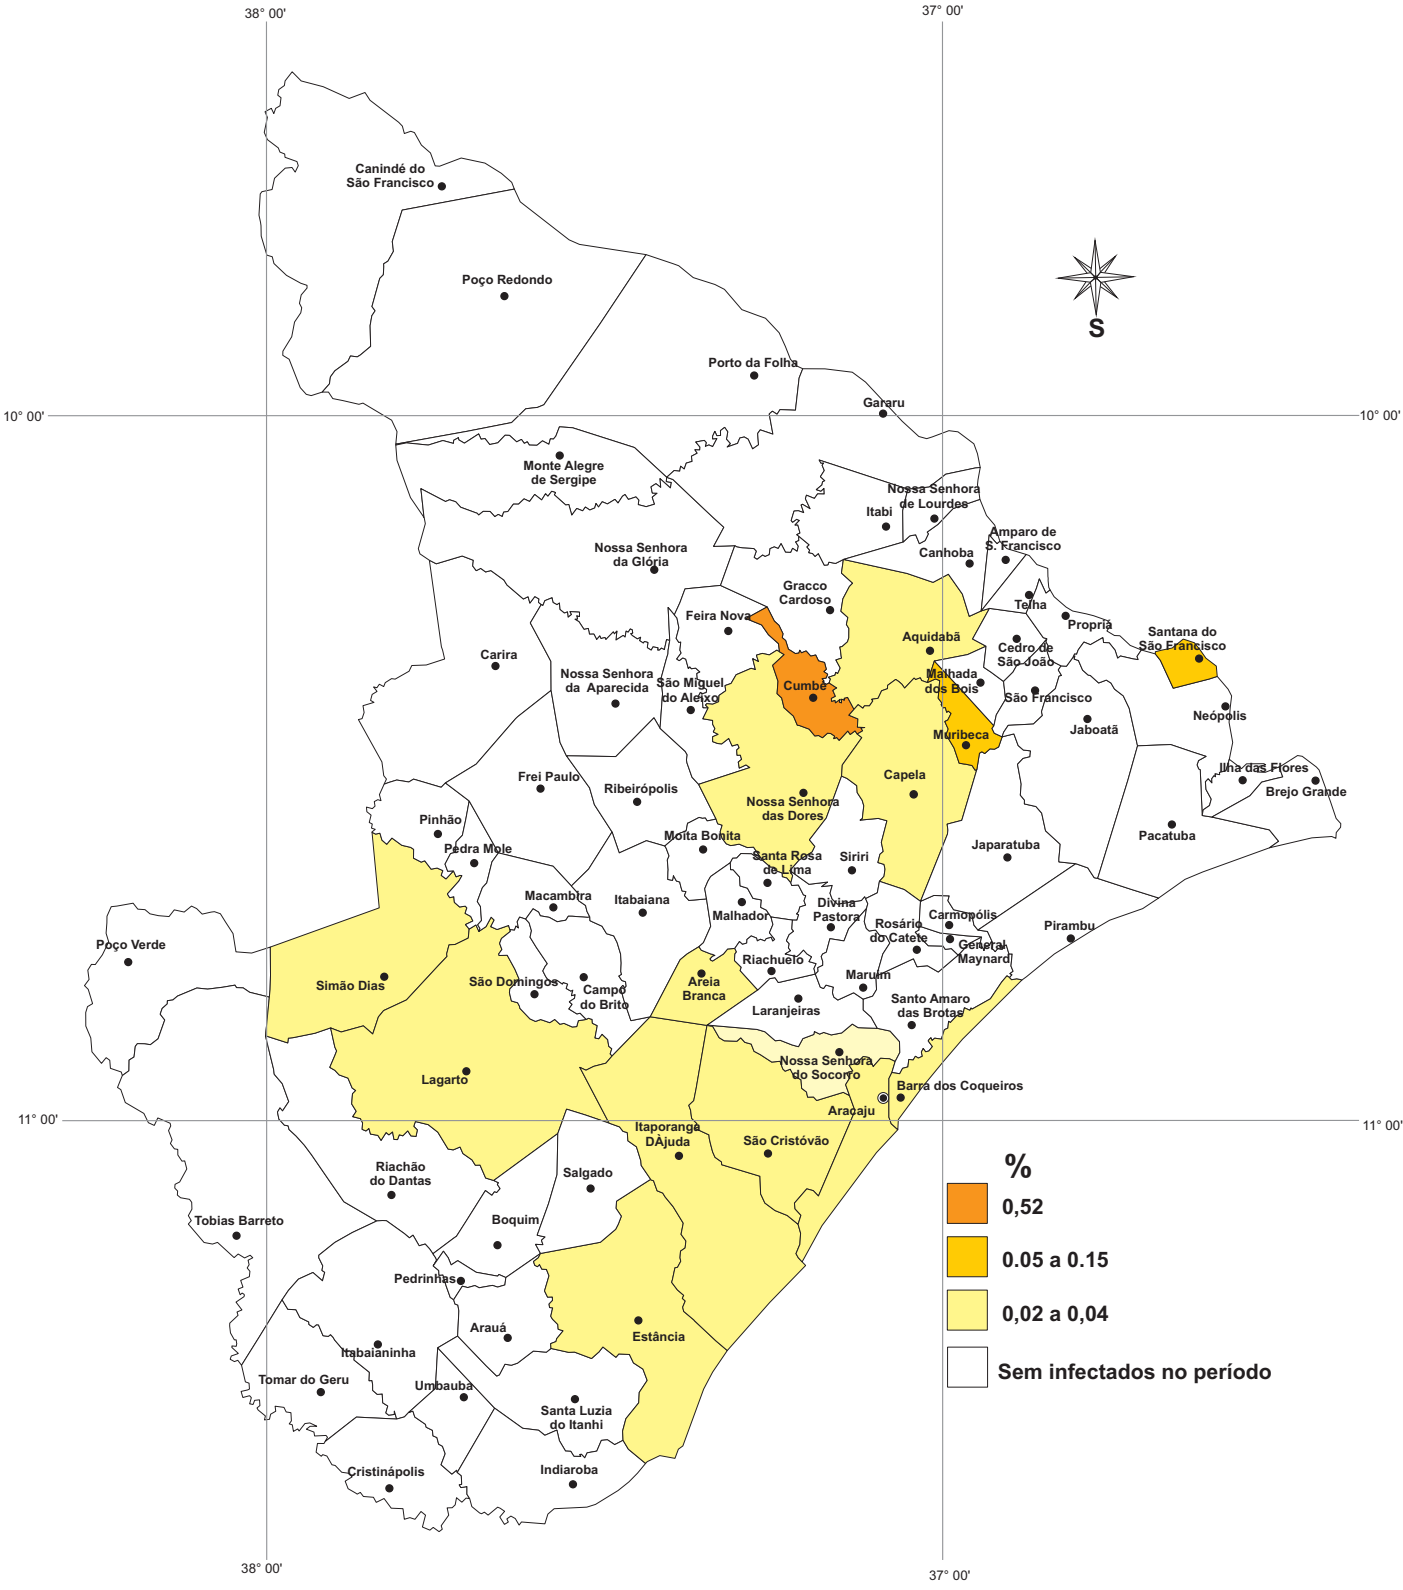 38° 00'
37° 00'
Canindé do
São Francisco
Poço Redondo
S
Porto da Folha
Gararu
10° 00'
10° 00'
Monte Alegre
de Sergipe
Nossa Senhora
de Lourdes
Itabi
Amparo de
S. Francisco
Nossa Senhora
da Glória
Canhoba
Gracco
Cardoso
Telha
Feira Nova
Propriá
Aquidabã
Santana do
São Francisco
Carira
Cedro de
São João
Nossa Senhora
da Aparecida
São Miguel
do Aleixo
Cumbe
Malhada
dos Bois
São Francisco
Neópolis
Jaboatã
Muribeca
Frei Paulo
Ribeirópolis
Capela
Ilha das Flores
Brejo Grande
Nossa Senhora
das Dores
Pinhão
Pedra Mole
Moita Bonita
Pacatuba
Japaratuba
Santa Rosa
de Lima
Siriri
Macambira
Itabaiana
Malhador
Divina
Pastora
Rosário
do Catete
Carmopólis
Pirambu
Poço Verde
General
Maynard
Riachuelo
Simão Dias
São Domingos
Campo
do Brito
Areia
Branca
Maruim
Laranjeiras
Santo Amaro
das Brotas
Lagarto
Nossa Senhora
do Socorro
Barra dos Coqueiros
Aracaju
11° 00'
11° 00'
Itaporanga
DÀjuda
São Cristóvão
Riachão
do Dantas
Salgado
%
0,52
Tobias Barreto
Boquim
0.05 a 0.15
Pedrinhas
0,02 a 0,04
Arauá
Estância
Itabaianinha
Sem infectados no período
Tomar do Geru
Umbauba
Santa Luzia
do Itanhi
Cristinápolis
Indiaroba
38° 00'
37° 00'